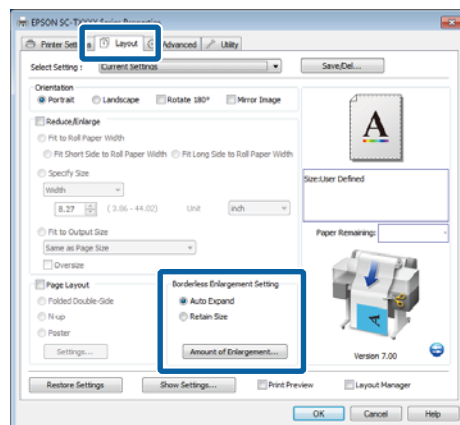 EPSON SC-TXXXX Series Properties
Printer Settings Layout Advanced Utility
Select Setting : Current Settings Save/Del...
Orientation
Portrait Landscape Rotate 180° Mirror Image
Reduce/Enlarge
Fit to Roll Paper Width
Fit Short Side to Roll Paper Width Fit Long Side to Roll Paper Width
Specify Size
Width
8.27 ( 3.86 - 44.02) Unit inch
Fit to Output Size
Same as Page Size
Oversize
A
Size:User Defined
Paper Remaining:
Page Layout
Folded Double-Side
N-up
Poster
Settings...
Borderless Enlargement Setting
Auto Expand
Retain Size
Amount of Enlargement...
Version 7.00
Restore Settings Show Settings... Print Preview Layout Manager
OK Cancel Help